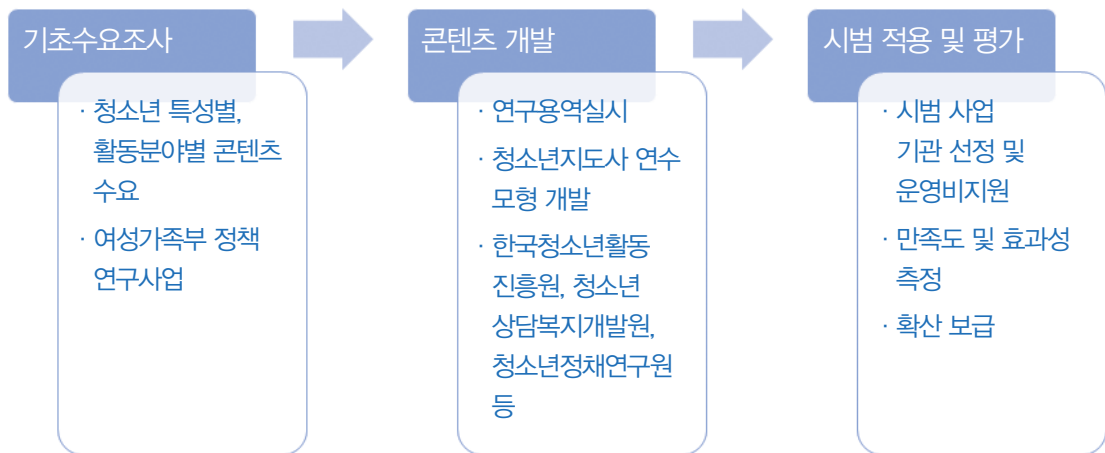 기초수요조사
· 청소년 특성별,
활동분야별 콘텐츠
수요
· 여성가족부 정책
연구사업
콘텐츠 개발
· 연구용역실시
· 청소년지도사 연수
모형 개발
· 한국청소년활동
진흥원, 청소년
상담복지개발원,
청소년정채연구원
등
시범 적용 및 평가
· 시범 사업
기관 선정 및
운영비지원
· 만족도 및 효과성
측정
· 확산 보급